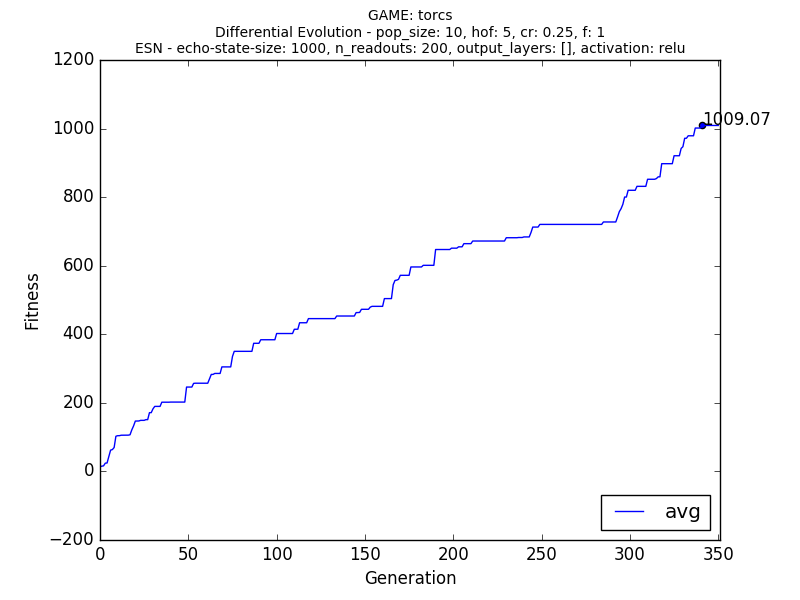 GAME: torcs
Differential Evolution - pop_size: 10, hof: 5, cr: 0.25, f: 1
ESN - echo-state-size: 1000, n_readouts: 200, output_layers: [], activation: relu
1200
1000
800
600
400
200
0
−200
1009.07
Fitness
avg
0 50 100 150 200 250 300 350
Generation